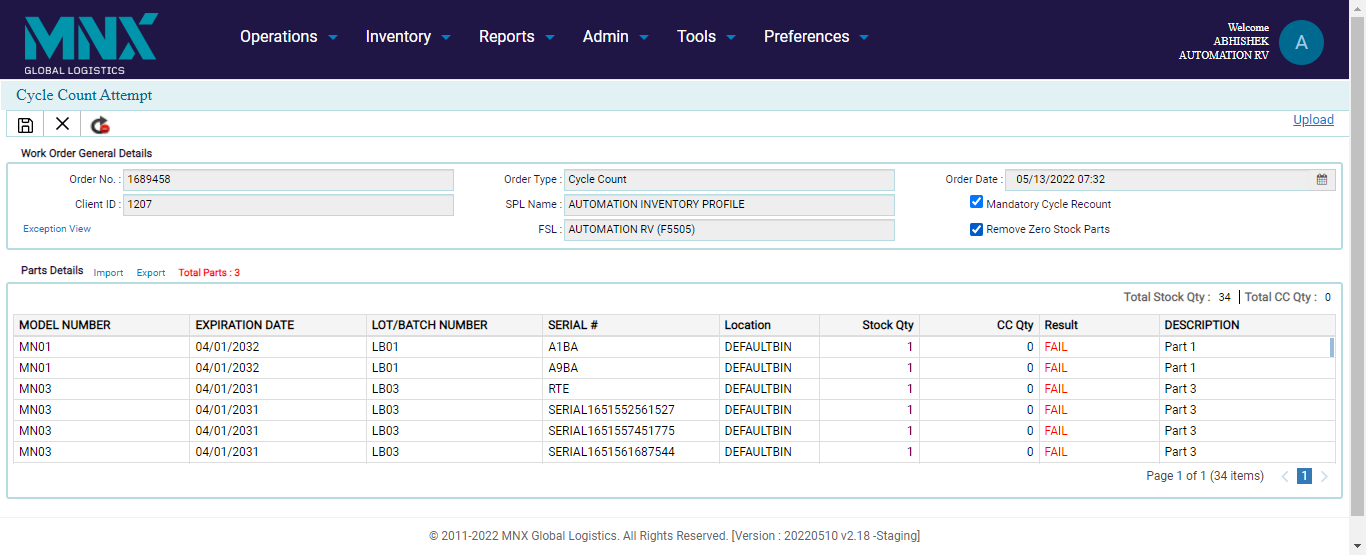 MNX
GLOBAL LOGISTICS
Operations Inventory Reports Admin Tools Preferences
Welcome
ABHISHEK
AUTOMATION RV
A
Cycle Count Attempt
Upload
Work Order General Details
Order No. : 1689458 Order Type : Cycle Count Order Date : 05/13/2022 07:32
Client ID : 1207 SPL Name : AUTOMATION INVENTORY PROFILE Mandatory Cycle Recount
Exception View FSL : AUTOMATION RV (F5505) Remove Zero Stock Parts
Parts Details Import Export Total Parts : 3
Total Stock Qty : 34 Total CC Qty : 0
MODEL NUMBER EXPIRATION DATE LOT/BATCH NUMBER SERIAL # Location Stock Qty CC Qty Result DESCRIPTION
MN01 04/01/2032 LB01 A1BA DEFAULTBIN 1 0 FAIL Part 1
MN01 04/01/2032 LB01 A9BA DEFAULTBIN 1 0 FAIL Part 1
MN03 04/01/2031 LB03 RTE DEFAULTBIN 1 0 FAIL Part 3
MN03 04/01/2031 LB03 SERIAL1651552561527 DEFAULTBIN 1 0 FAIL Part 3
MN03 04/01/2031 LB03 SERIAL1651557451775 DEFAULTBIN 1 0 FAIL Part 3
MN03 04/01/2031 LB03 SERIAL1651561687544 DEFAULTBIN 1 0 FAIL Part 3
Page 1 of 1 (34 items) 1
© 2011-2022 MNX Global Logistics. All Rights Reserved. [Version : 20220510 v2.18 -Staging]